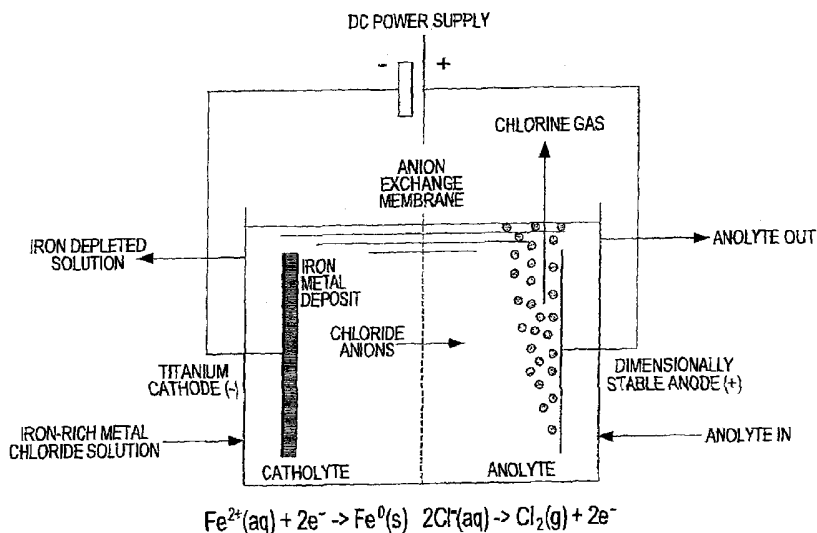 DC POWER SUPPLY
- +
CHLORINE GAS
ANION
EXCHANGE
MEMBRANE
IRON DEPLETED
SOLUTION
ANOLYTE OUT
IRON
METAL
DEPOSIT
CHLORIDE
ANIONS
TITANIUM
CATHODE (-)
DIMENSIONALLY
STABLE ANODE (+)
IRON-RICH METAL
CHLORIDE SOLUTION
ANOLYTE IN
CATHOLYTE
ANOLYTE
Fe²⁺(aq) + 2e⁻ -> Fe⁰(s) 2Cl⁻(aq) -> Cl₂(g) + 2e⁻